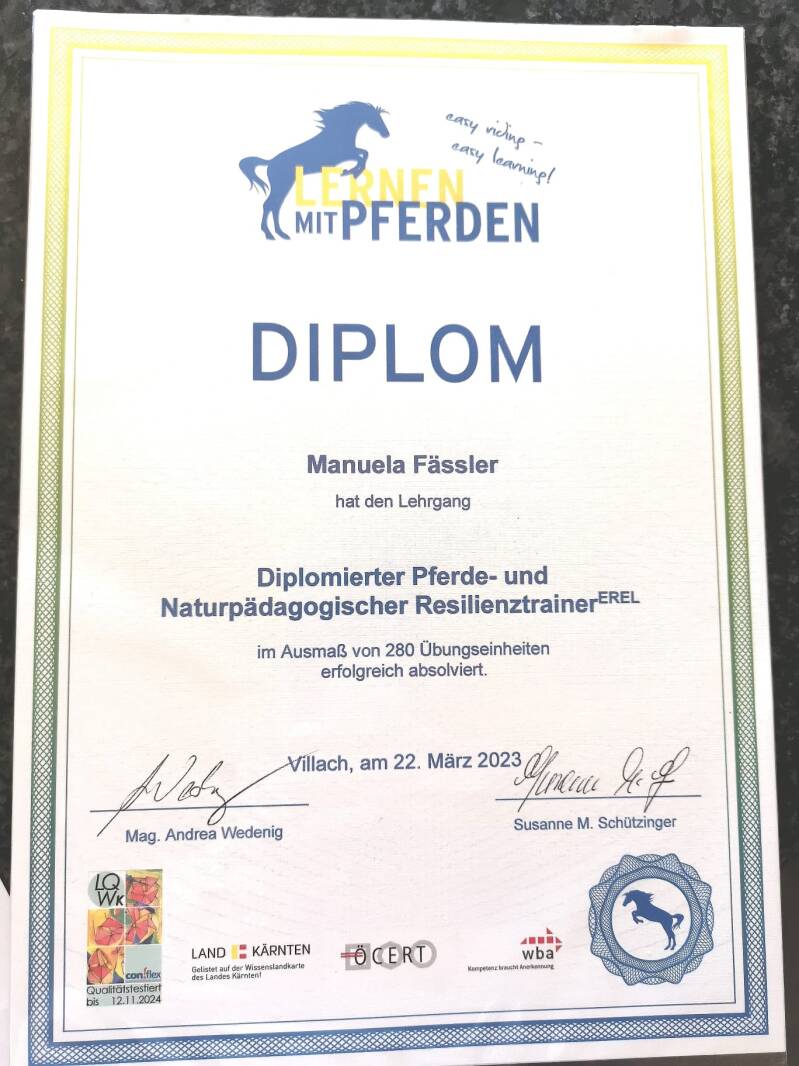 easy riding –
easy learning!
LERNEN
MIT PFERDEN
DIPLOM
Manuela Fässler
hat den Lehrgang
Diplomierter Pferde- und
Naturpädagogischer Resilienztrainer EREL
im Ausmaß von 280 Übungseinheiten
erfolgreich absolviert.
Villach, am 22. März 2023
Mag. Andrea Wedenig
Susanne M. Schützinger
LQ
WK
con!flex
Qualitätstestiert
bis 12.11.2024
LAND KÄRNTEN
Gelistet auf der Wissenslandkarte
des Landes Kärnten!
ÖCERT
wba
Kompetenz braucht Anerkennung